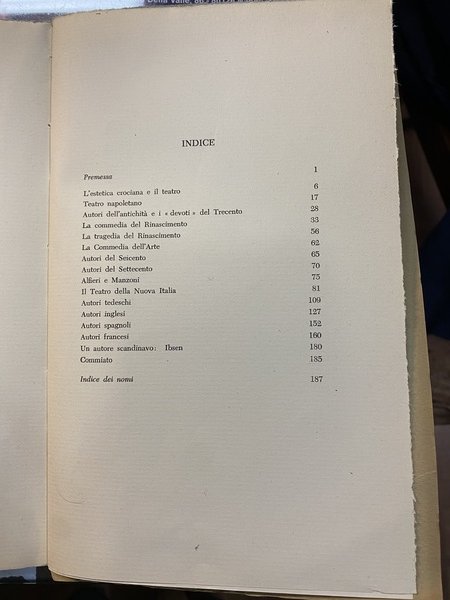 Della Valle, 86
INDICE
Premessa 1
L'estetica crociana e il teatro 6
Teatro napoletano 17
Autori dell'antichità e i « devoti » del Trecento 28
La commedia del Rinascimento 33
La tragedia del Rinascimento 56
La Commedia dell'Arte 62
Autori del Seicento 65
Autori del Settecento 70
Alfieri e Manzoni 75
Il Teatro della Nuova Italia 81
Autori tedeschi 109
Autori inglesi 127
Autori spagnoli 152
Autori francesi 160
Un autore scandinavo: Ibsen 180
Commiato 185
Indice dei nomi 187